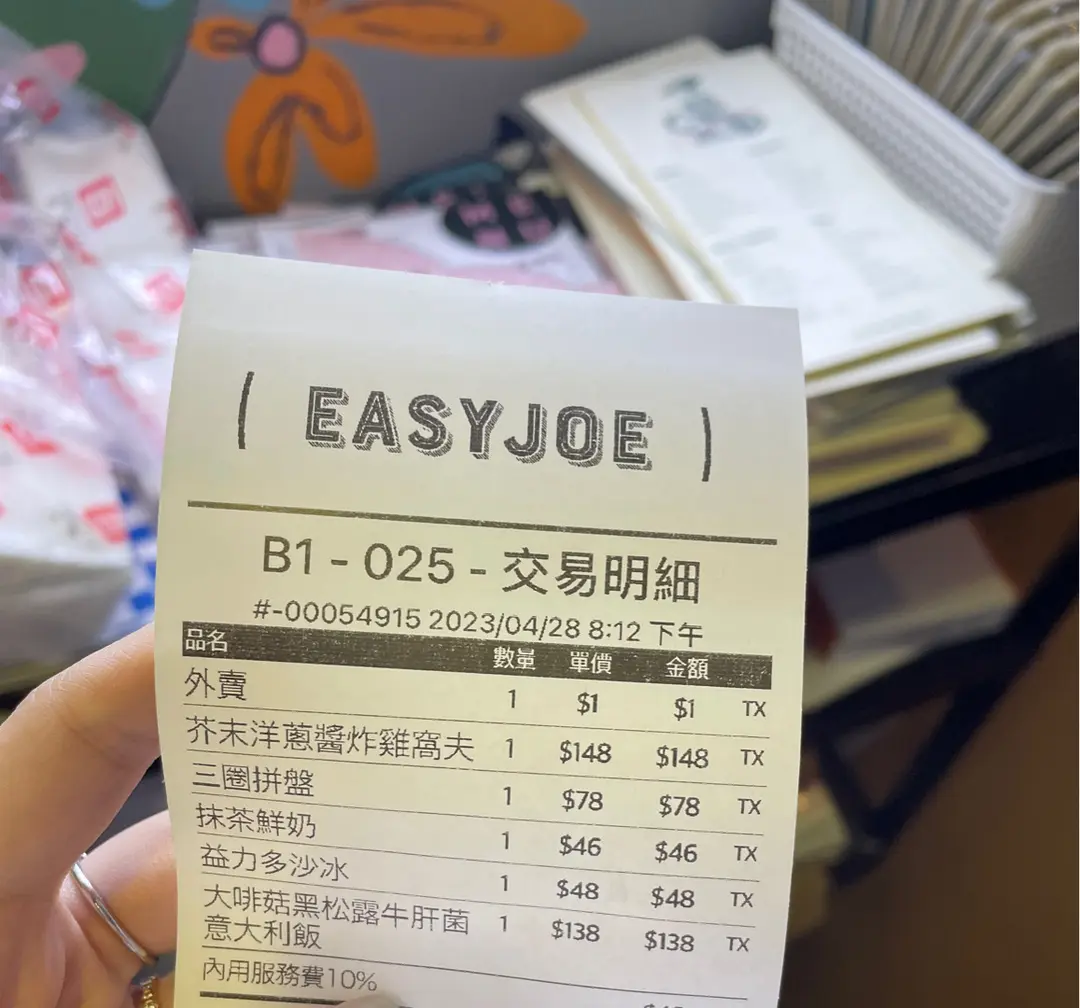 ( EASYJOE )
B1 - 025 - 交易明細
#-00054915 2023/04/28 8:12 下午
品名 數量 單價 金額
外賣 1 $1 $1 TX
芥末洋蔥醬炸雞窩夫 1 $148 $148 TX
三圈拼盤 1 $78 $78 TX
抹茶鮮奶 1 $46 $46 TX
益力多沙冰 1 $48 $48 TX
大啡菇黑松露牛肝菌 1 $138 $138 TX
意大利飯
內用服務費10%